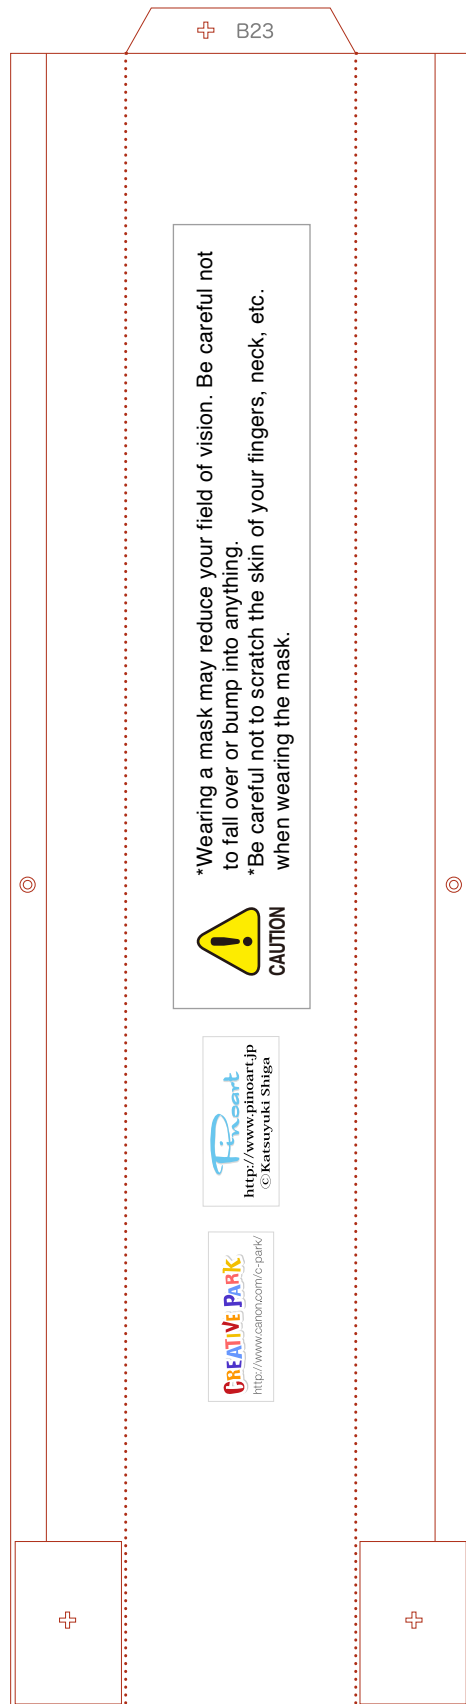 B23
*Wearing a mask may reduce your field of vision. Be careful not
to fall over or bump into anything.
*Be careful not to scratch the skin of your fingers, neck, etc.
when wearing the mask.
CAUTION
Pinoart
http://www.pinoart.jp
©Katsuyuki Shiga
CREATIVE PARK
http://www.canon.com/c-park/